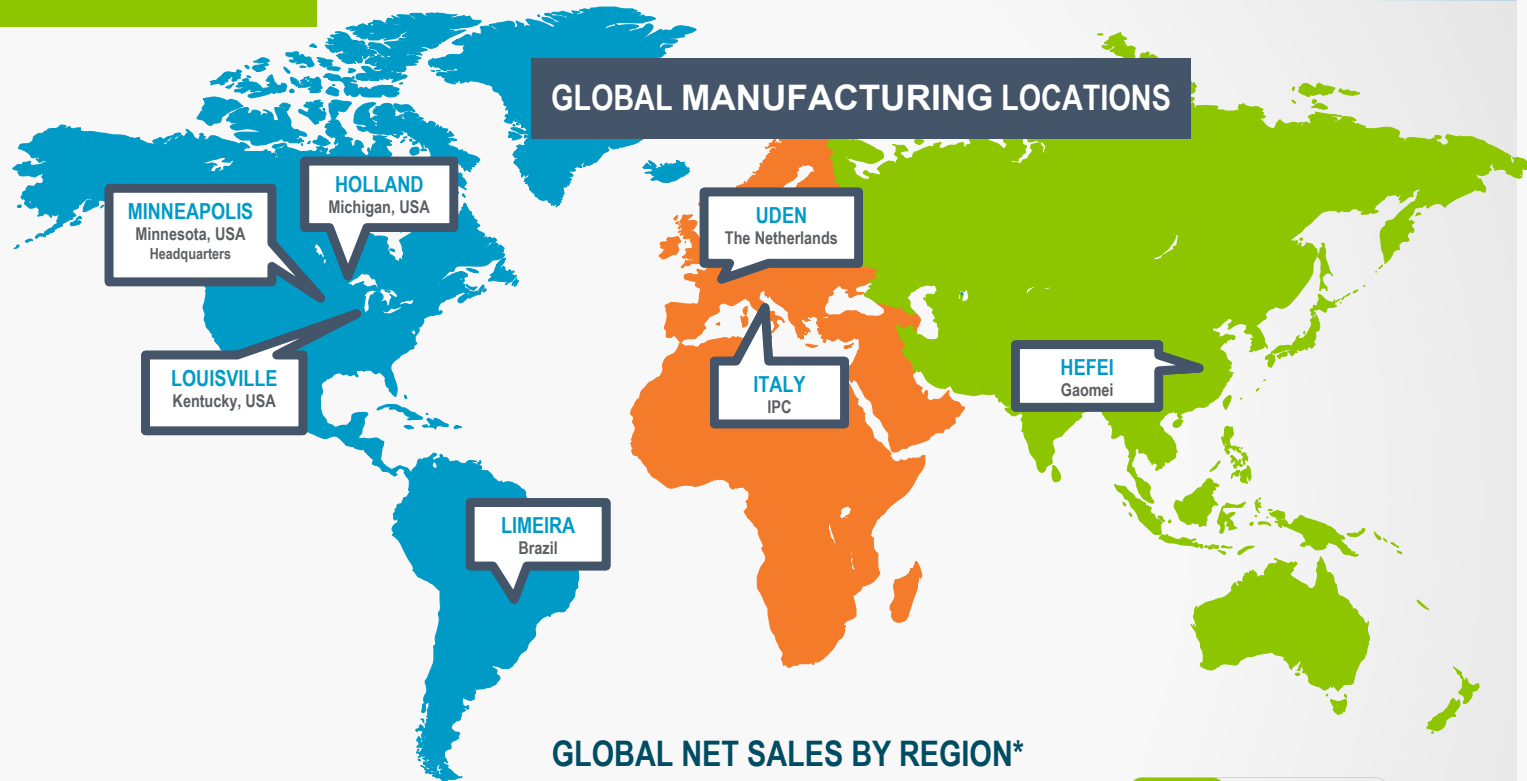 GLOBAL MANUFACTURING LOCATIONS
HOLLAND
Michigan, USA
MINNEAPOLIS
Minnesota, USA
Headquarters
UDEN
The Netherlands
LOUISVILLE
Kentucky, USA
ITALY
IPC
HEFEI
Gaomei
LIMEIRA
Brazil
GLOBAL NET SALES BY REGION*